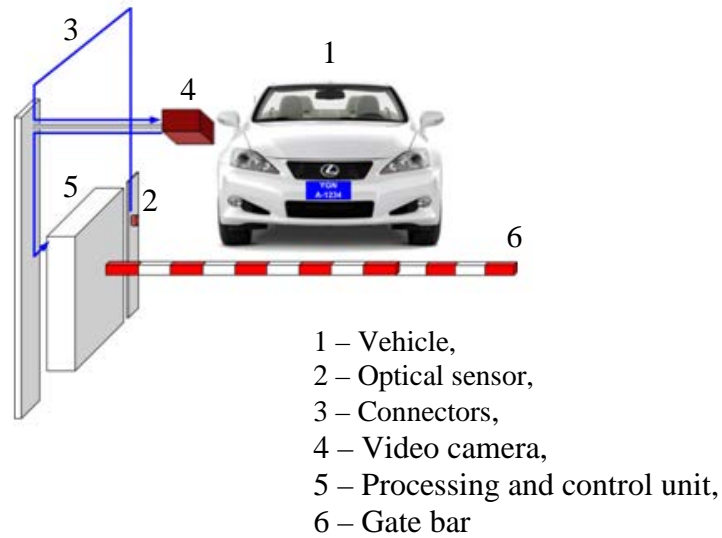 3
1
4
5
2
6
YGN
A-1234
1 – Vehicle,
2 – Optical sensor,
3 – Connectors,
4 – Video camera,
5 – Processing and control unit,
6 – Gate bar